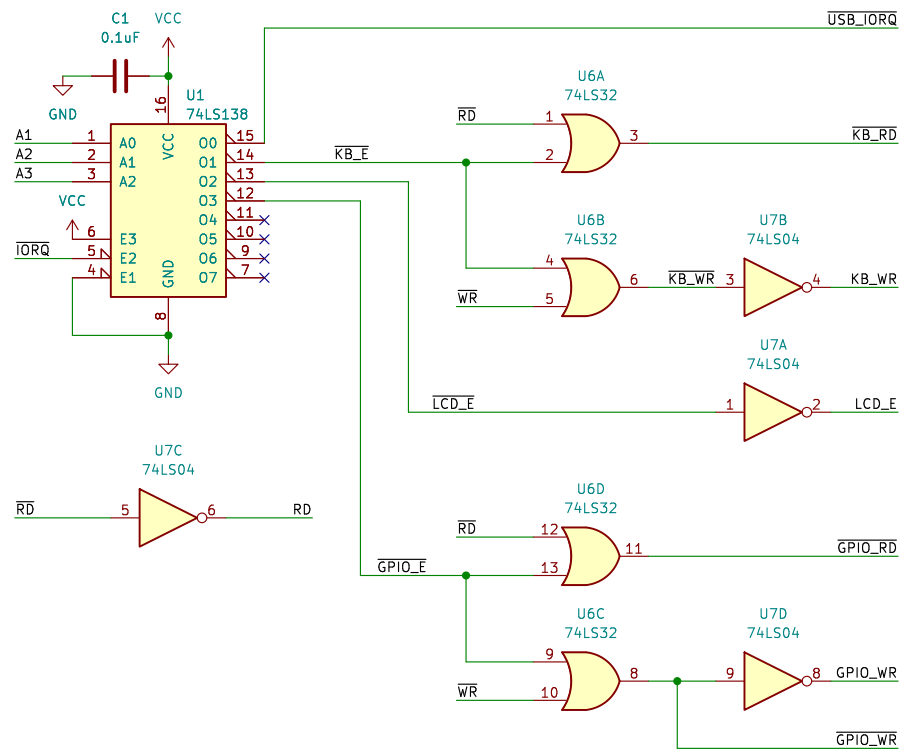 C1
0.1uF
VCC
GND
16
U1
74LS138
A1
A2
A3
1
2
3
A0
A1
A2
VCC
O0
O1
O2
O3
O4
O5
O6
O7
15
14
13
12
11
10
9
7
VCC
IORQ
6
5
4
E3
E2
E1
GND
8
GND
USB_IORQ
KB_E
U6A
74LS32
RD
1
2
3
KB_RD
U6B
74LS32
4
WR
5
6
KB_WR
U7B
74LS04
3
4
KB_WR
U7A
74LS04
LCD_E
1
2
LCD_E
U7C
74LS04
RD
5
6
RD
U6D
74LS32
RD
12
GPIO_E
13
11
GPIO_RD
U6C
74LS32
9
WR
10
8
U7D
74LS04
9
8
GPIO_WR
GPIO_WR